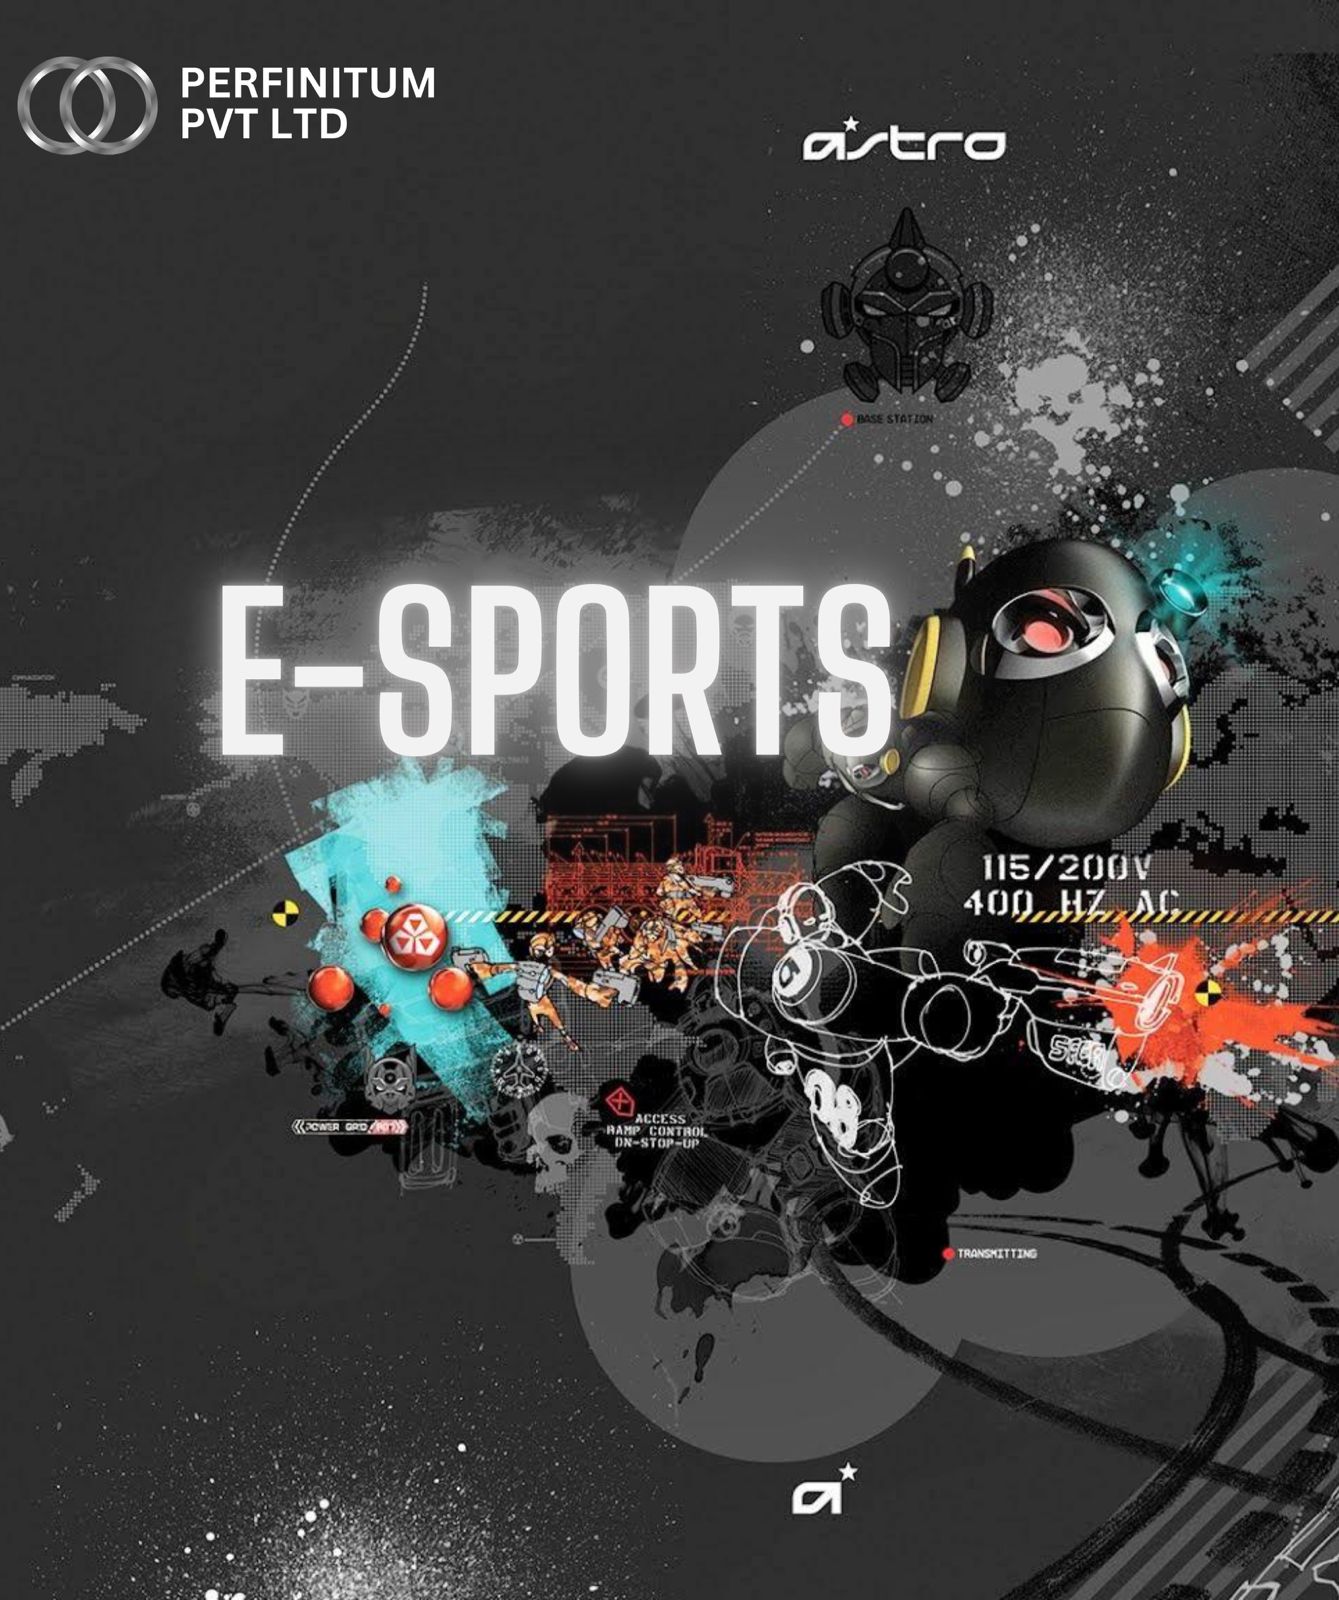 PERFINITUM
PVT LTD
astro
BASE STATION
E-SPORTS
115/200V
400 HZ AC
POWER GRID
ACCESS
RAMP CONTROL
ON-STOP-UP
TRANSMITTING
a